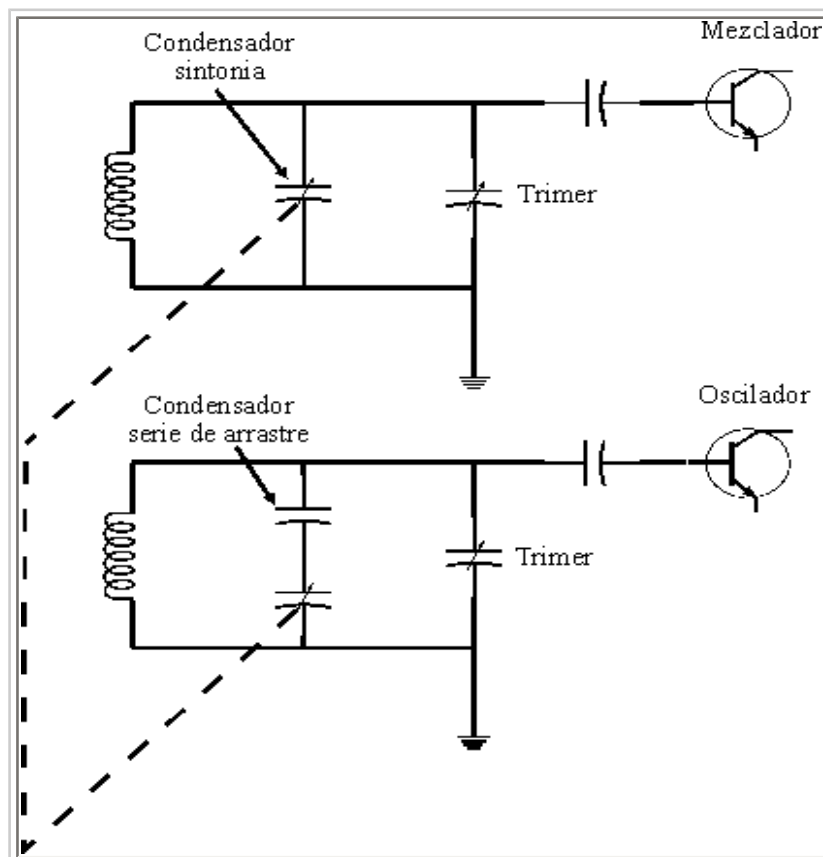 Mezclador
Condensador
sintonia
Trimer
Oscilador
Condensador
serie de arrastre
Trimer